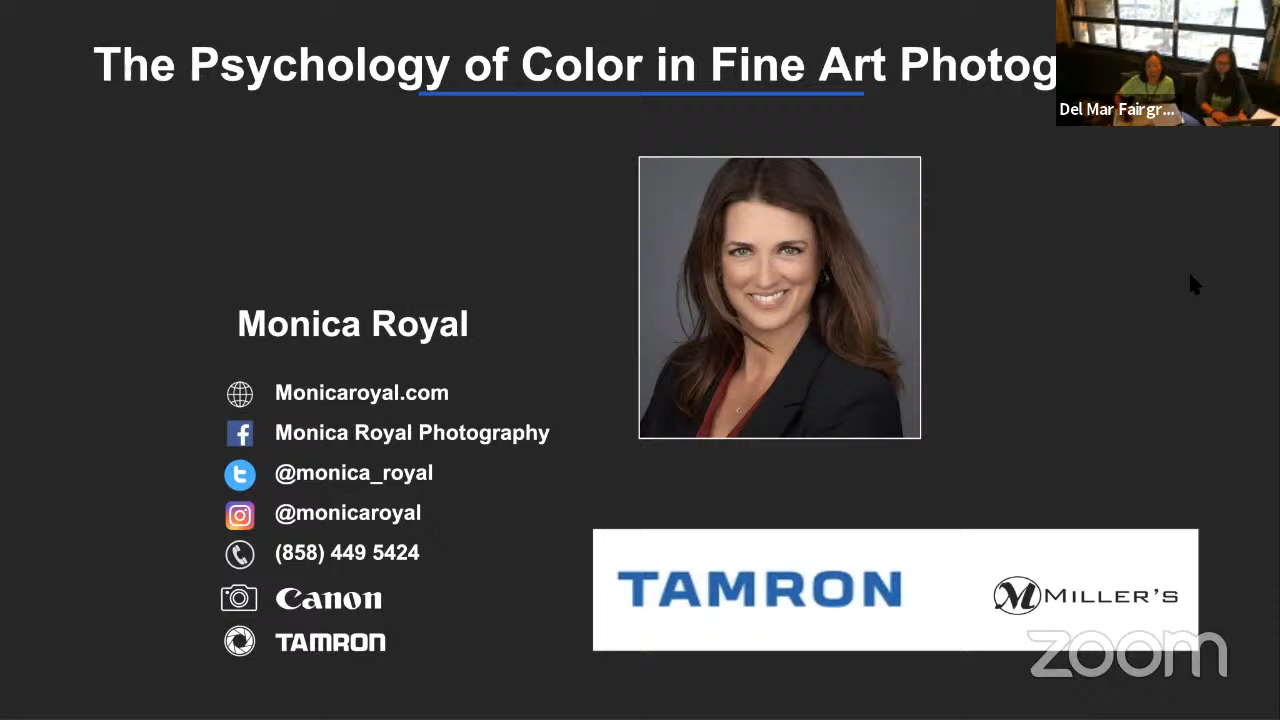 The Psychology of Color in Fine Art Photog
Del Mar Fairgr...
Monica Royal
Monicaroyal.com
Monica Royal Photography
@monica_royal
@monicaroyal
(858) 449 5424
Canon
TAMRON
TAMRON
M MILLER'S
zoom